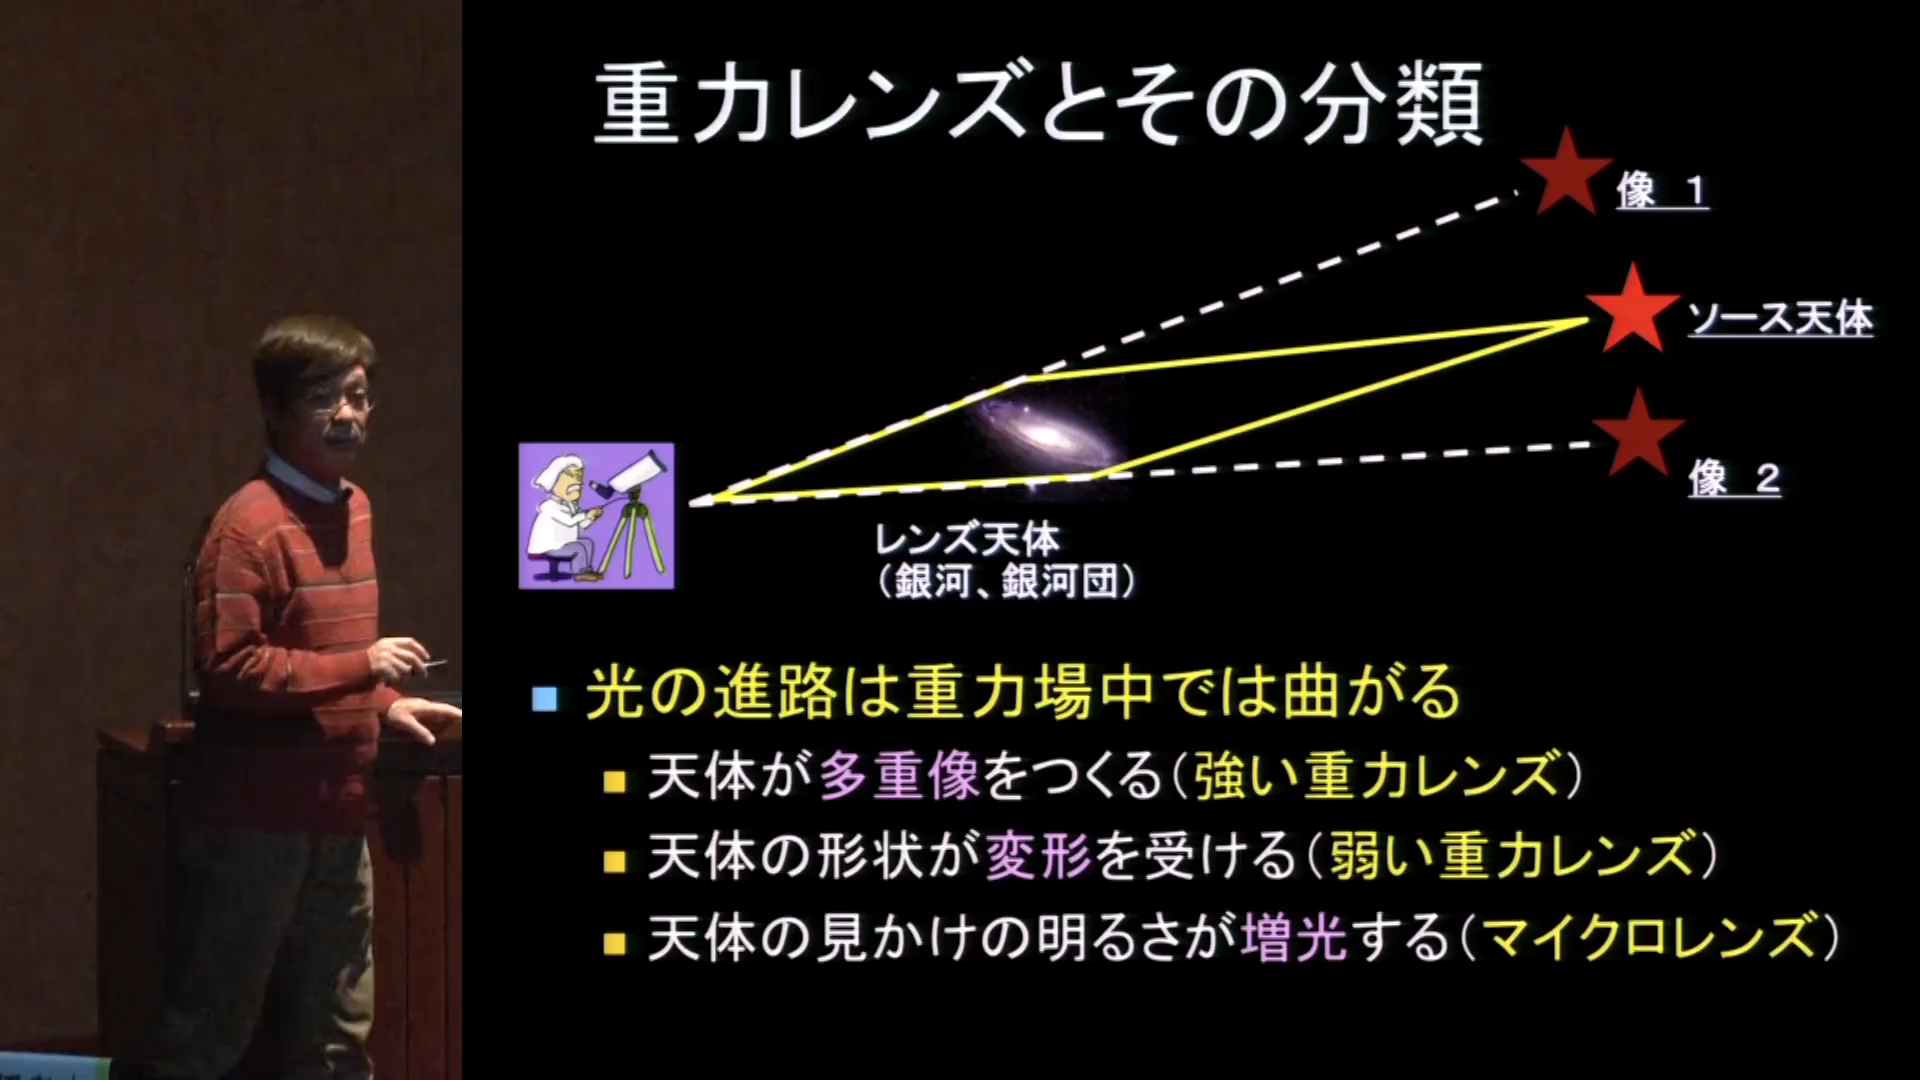 重力レンズとその分類
像 1
ソース天体
像 2
レンズ天体
（銀河、銀河団）
光の進路は重力場中では曲がる
天体が多重像をつくる（強い重力レンズ）
天体の形状が変形を受ける（弱い重力レンズ）
天体の見かけの明るさが増光する（マイクロレンズ）